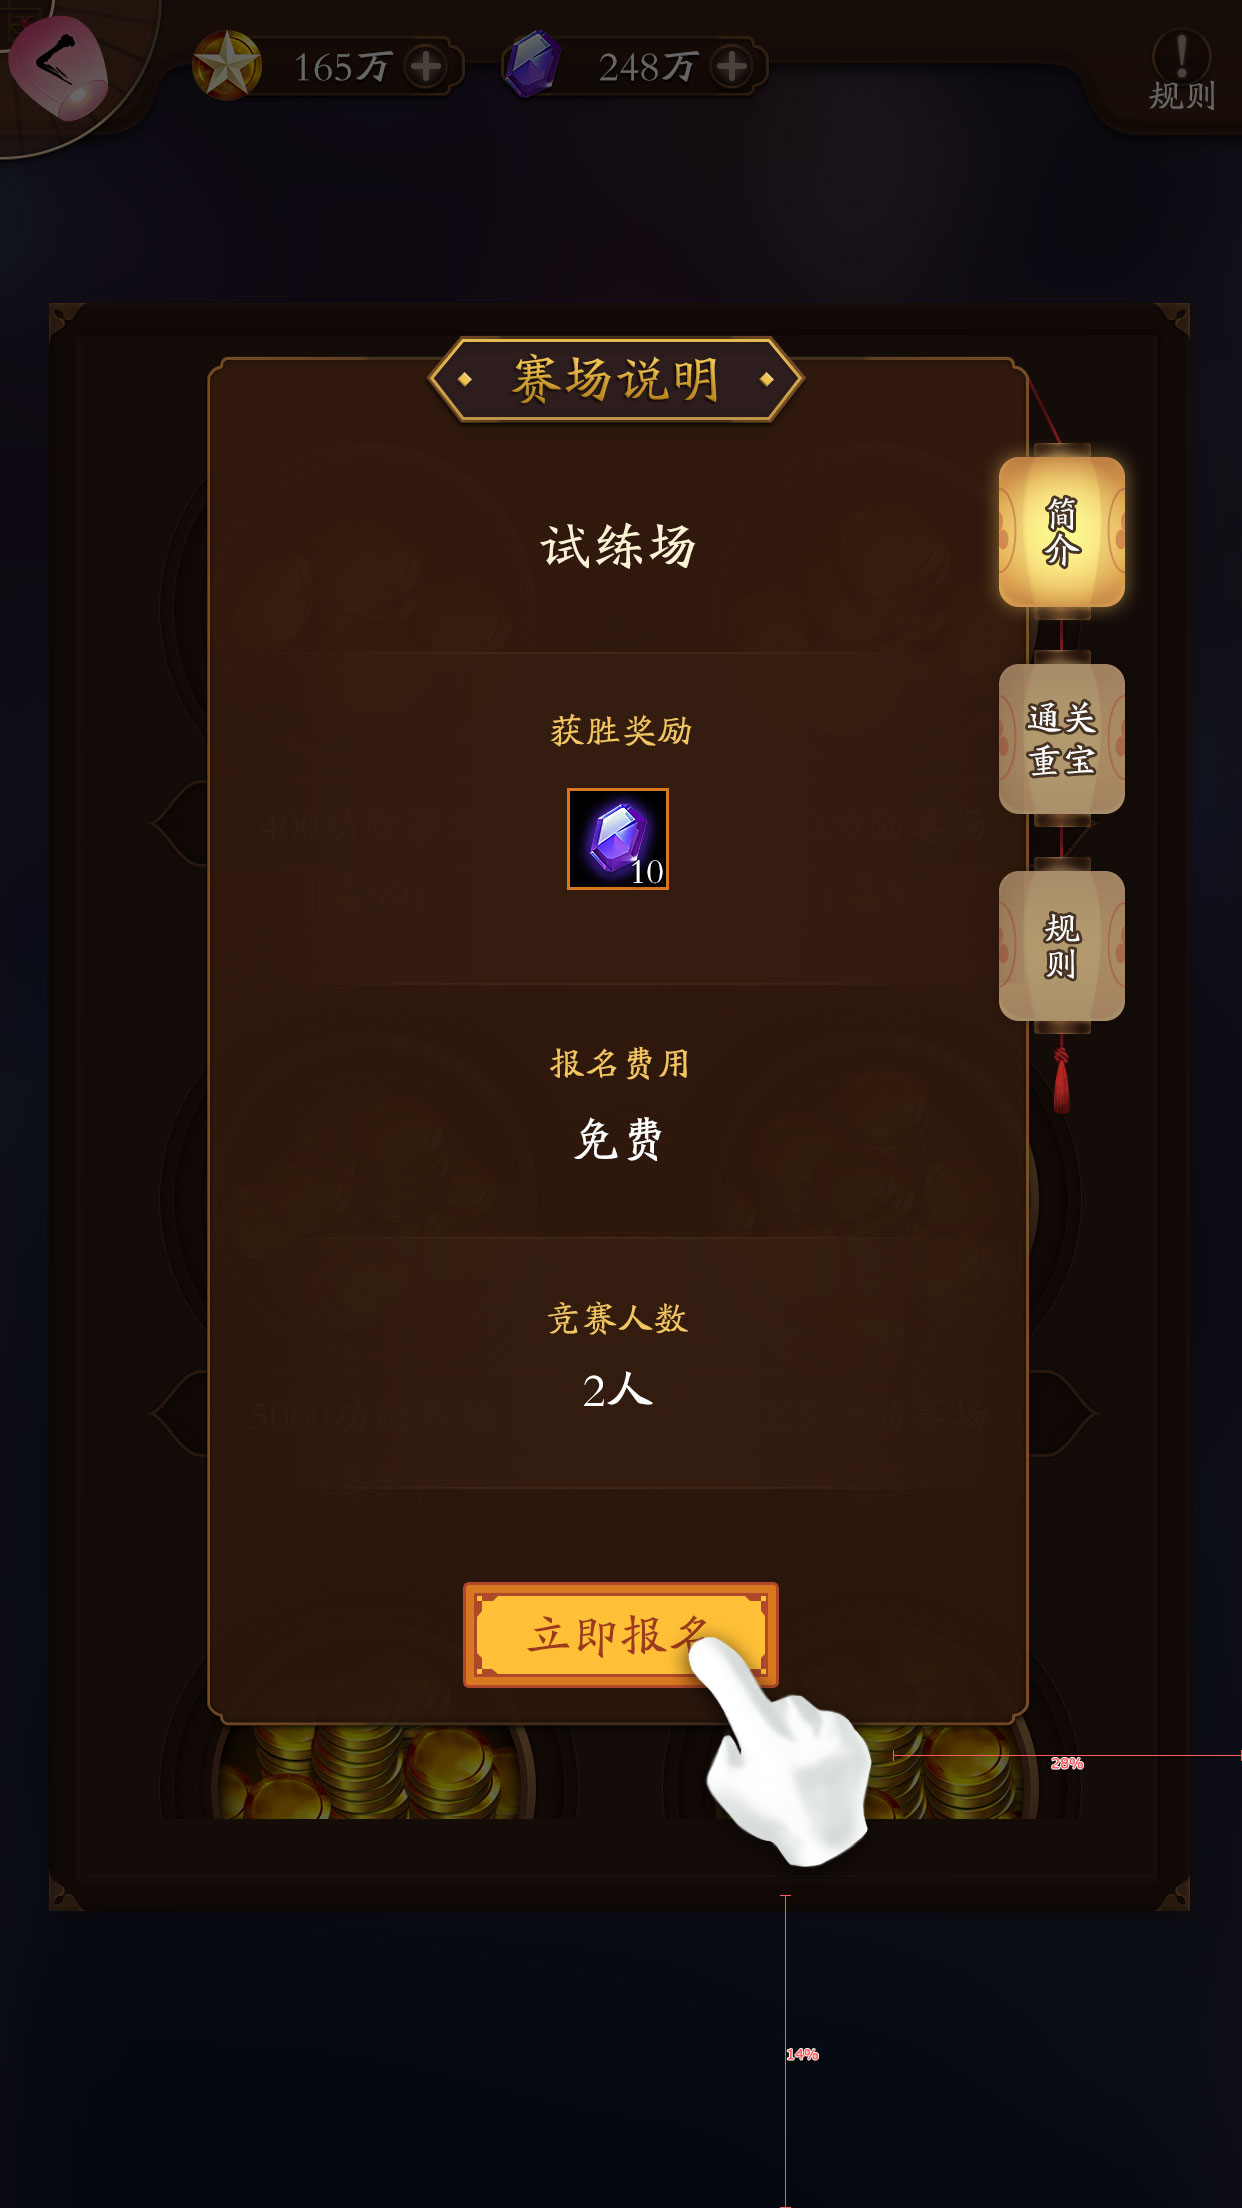 165万
248万
规则
赛场说明
试练场
简介
获胜奖励
通关
重宝
10
规则
报名费用
免费
竞赛人数
2人
立即报名
28%
14%